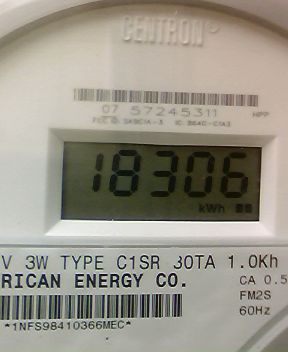 CENTRON®
07 57245311 HPP
18306
kWh
V 3W TYPE C1SR 30TA 1.0Kh
RICAN ENERGY CO. CA 0.5
FM2S
60Hz
*1NFS98410366MEC*